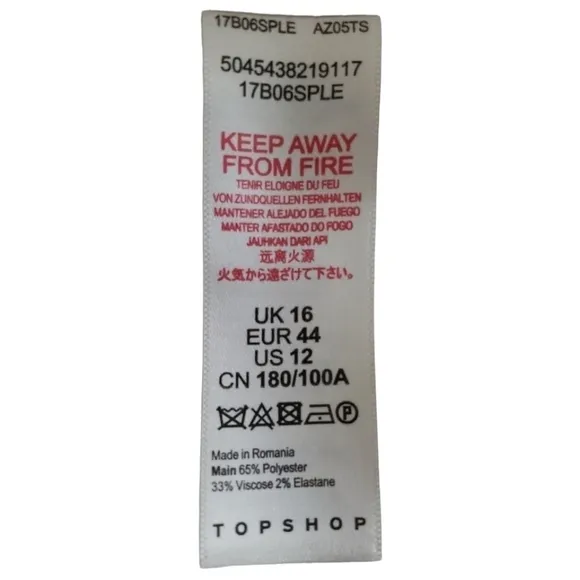 17B06SPLE AZ05TS
5045438219117
17B06SPLE
KEEP AWAY
FROM FIRE
TENIR ELOIGNE DU FEU
VON ZUNDQUELLEN FERNHALTEN
MANTENER ALEJADO DEL FUEGO
MANTER AFASTADO DO FOGO
JAUHKAN DARI API
远离火源
火気から遠ざけて下さい。
UK 16
EUR 44
US 12
CN 180/100A
P
Made in Romania
Main 65% Polyester
33% Viscose 2% Elastane
TOPSHOP